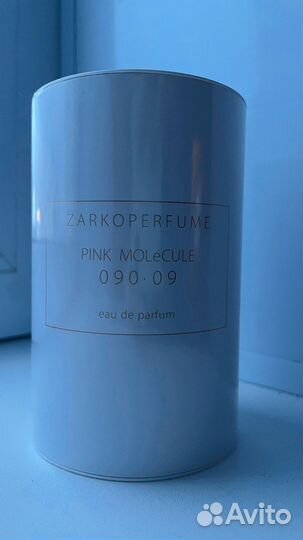 ZARKOPERFUME
PINK MOLéCULE
090·09
eau de parfum
Avito